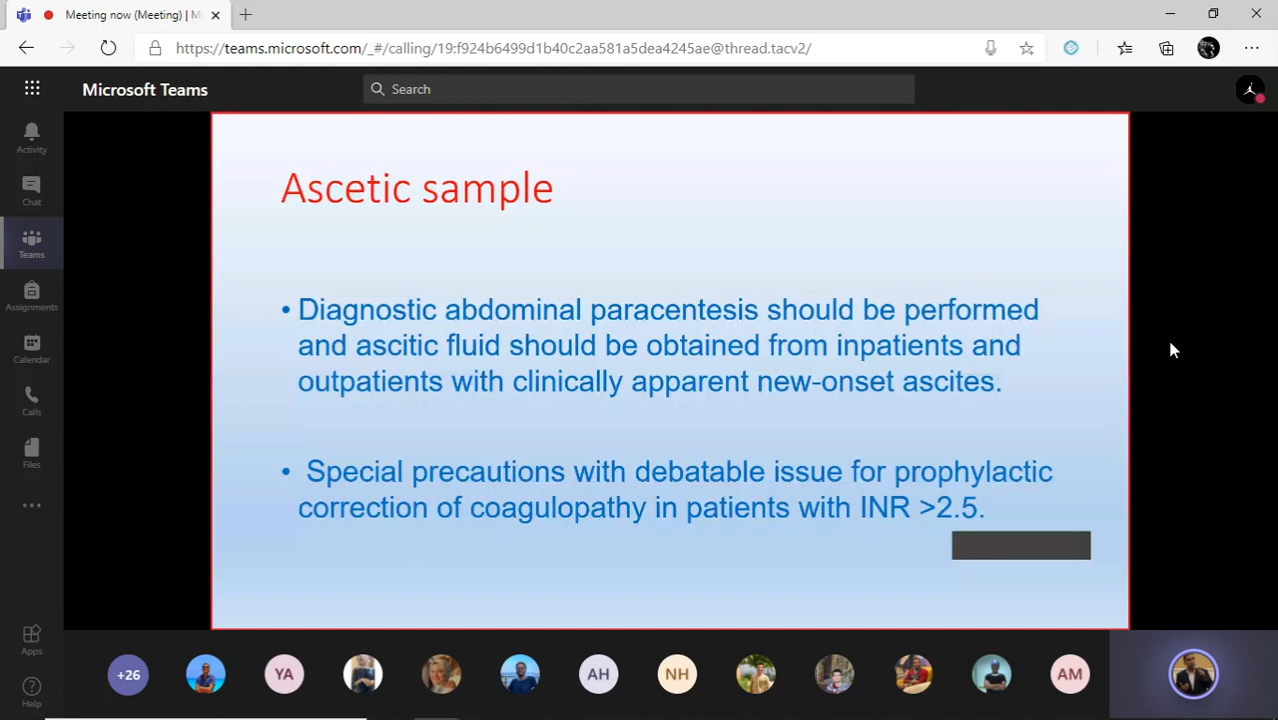 Meeting now (Meeting) | M
https://teams.microsoft.com/_#/calling/19:f924b6499d1b40c2aa581a5dea4245ae@thread.tacv2/
Microsoft Teams
Search
Activity
Chat
Teams
Assignments
Calendar
Calls
Files
Apps
Help
Ascetic sample
• Diagnostic abdominal paracentesis should be performed
and ascitic fluid should be obtained from inpatients and
outpatients with clinically apparent new-onset ascites.
• Special precautions with debatable issue for prophylactic
correction of coagulopathy in patients with INR >2.5.
+26
YA
AH
NH
AM